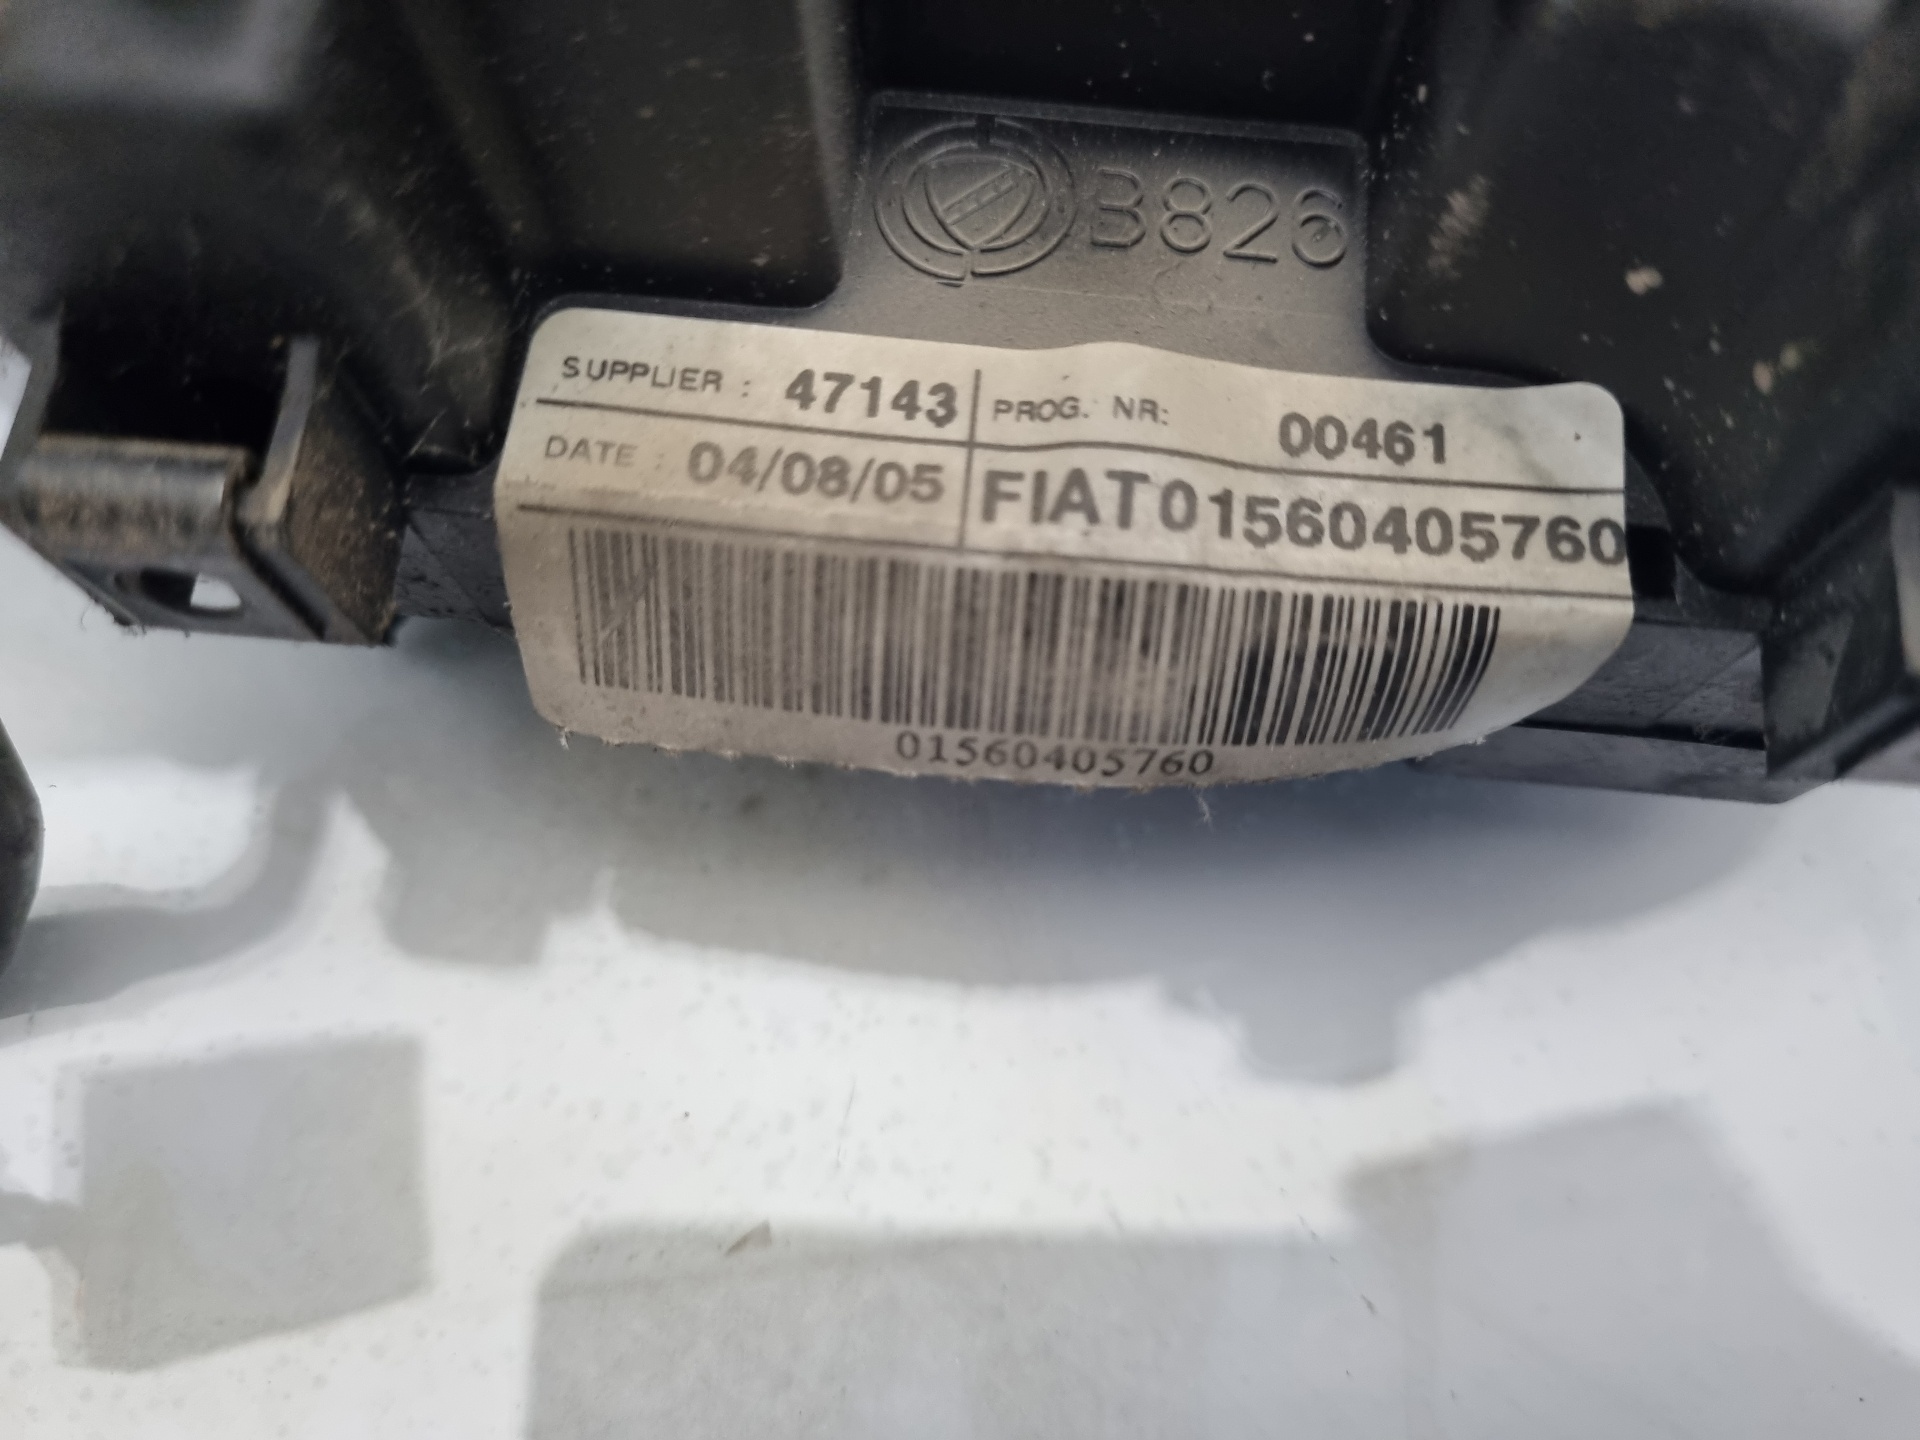 B826
SUPPLIER : 47143 PROG. NR: 00461
DATE : 04/08/05 FIAT01560405760
01560405760